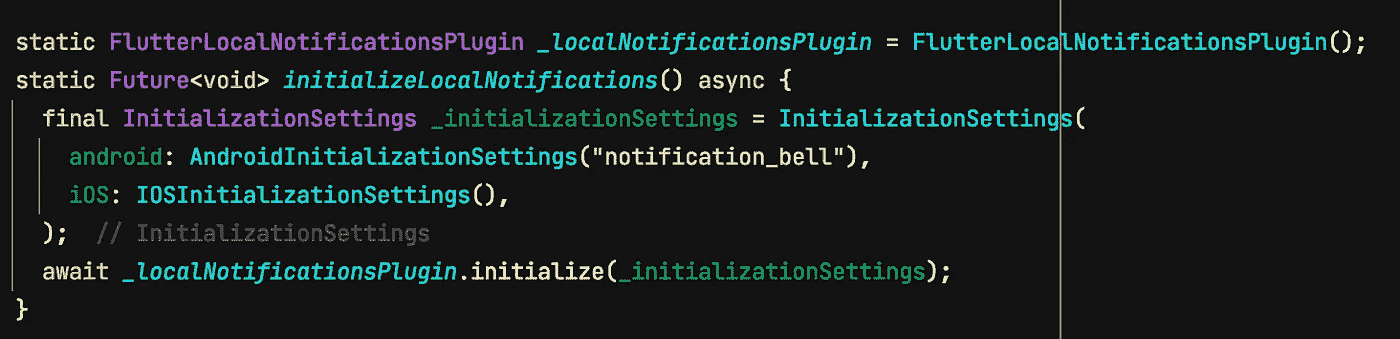 static FlutterLocalNotificationsPlugin _localNotificationsPlugin = FlutterLocalNotificationsPlugin();
static Future<void> initializeLocalNotifications() async {
  final InitializationSettings _initializationSettings = InitializationSettings(
    android: AndroidInitializationSettings("notification_bell"),
    iOS: IOSInitializationSettings(),
  );  // InitializationSettings
  await _localNotificationsPlugin.initialize(_initializationSettings);
}